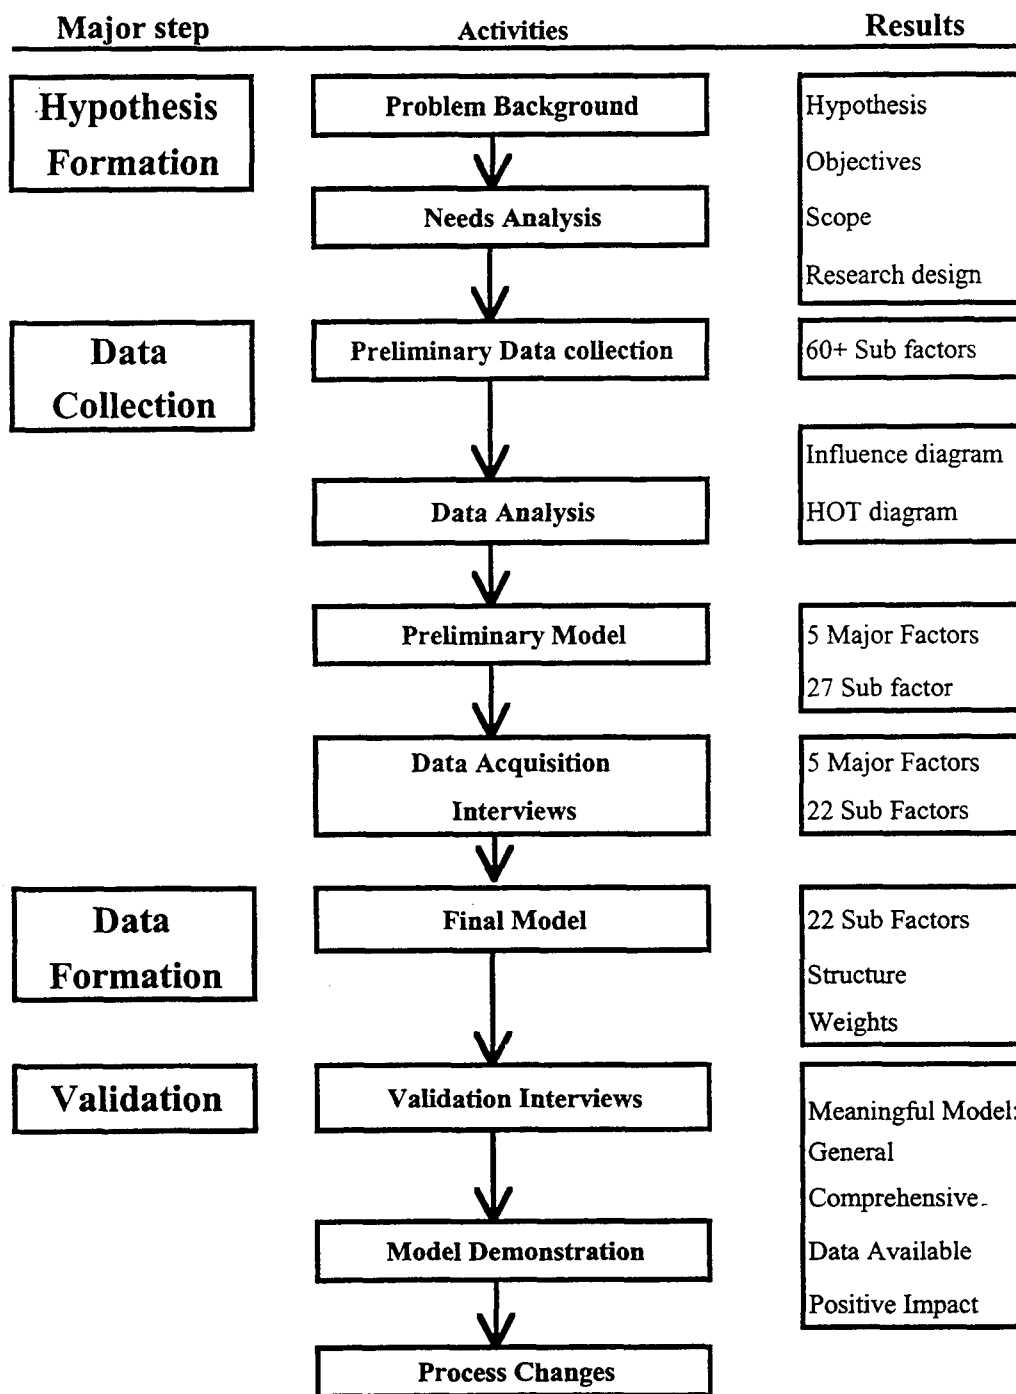 Major step
Activities
Results
Hypothesis
Formation
Problem Background
Needs Analysis
Hypothesis
Objectives
Scope
Research design
Data
Collection
Preliminary Data collection
60+ Sub factors
Data Analysis
Influence diagram
HOT diagram
Preliminary Model
5 Major Factors
27 Sub factor
Data Acquisition
Interviews
5 Major Factors
22 Sub Factors
Data
Formation
Final Model
22 Sub Factors
Structure
Weights
Validation
Validation Interviews
Model Demonstration
Process Changes
Meaningful Model:
General
Comprehensive
Data Available
Positive Impact